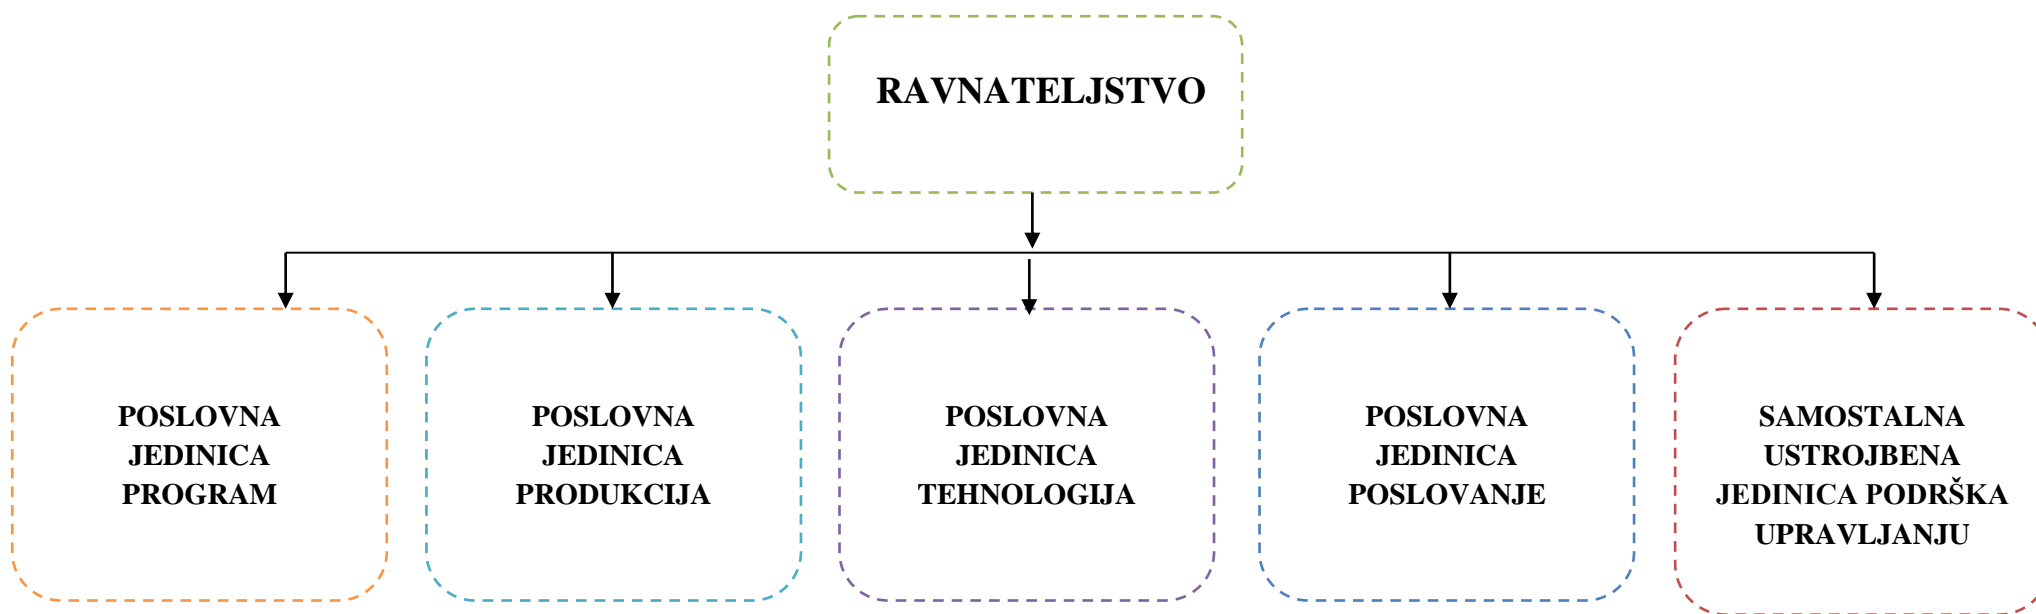 RAVNATELJSTVO
POSLOVNA
JEDINICA
PROGRAM
POSLOVNA
JEDINICA
PRODUKCIJA
POSLOVNA
JEDINICA
TEHNOLOGIJA
POSLOVNA
JEDINICA
POSLOVANJE
SAMOSTALNA
USTROJBENA
JEDINICA PODRŠKA
UPRAVLJANJU